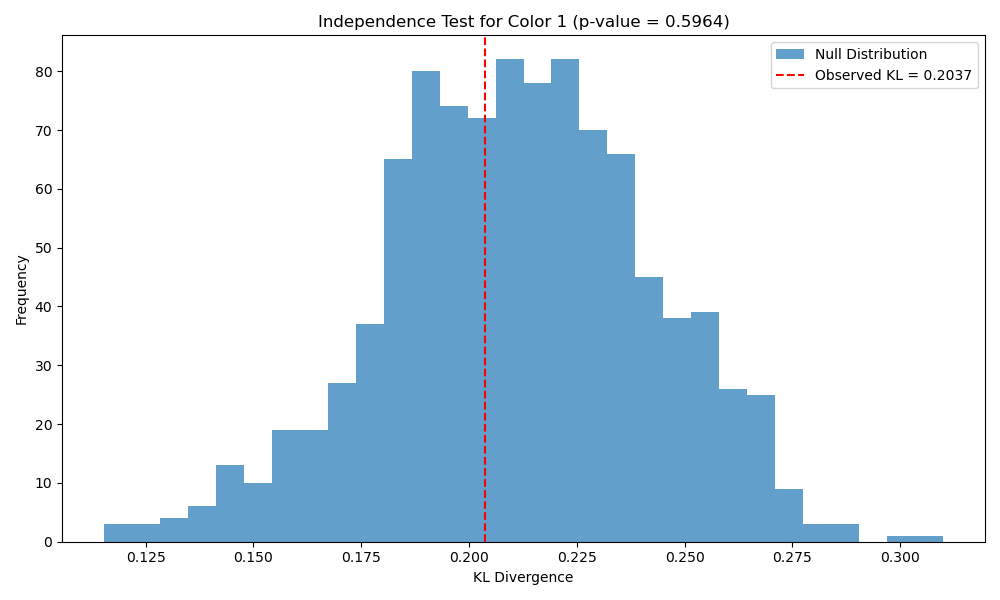 Independence Test for Color 1 (p-value = 0.5964)
Null Distribution
Observed KL = 0.2037
Frequency
80
70
60
50
40
30
20
10
0
0.125 0.150 0.175 0.200 0.225 0.250 0.275 0.300
KL Divergence